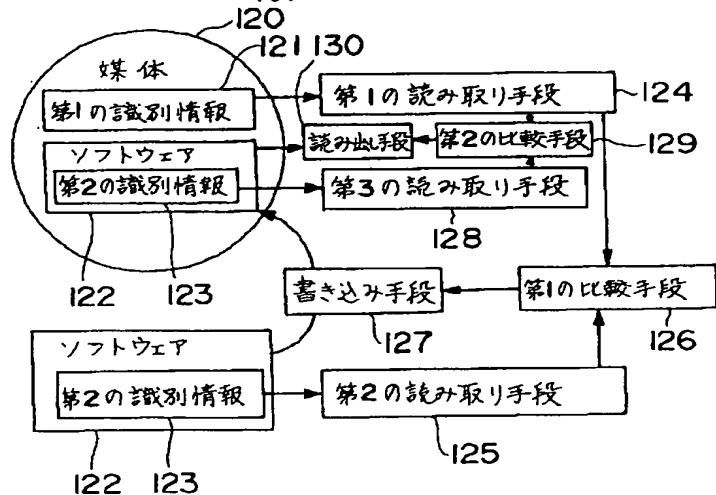 120
121 130
媒体
第1の識別情報
第1の読み取り手段
124
ソフトウェア
読み出し手段
第2の比較手段
129
第2の識別情報
第3の読み取り手段
128
122 123
書き込み手段
127
第1の比較手段
126
ソフトウェア
第2の識別情報
第2の読み取り手段
125
122 123